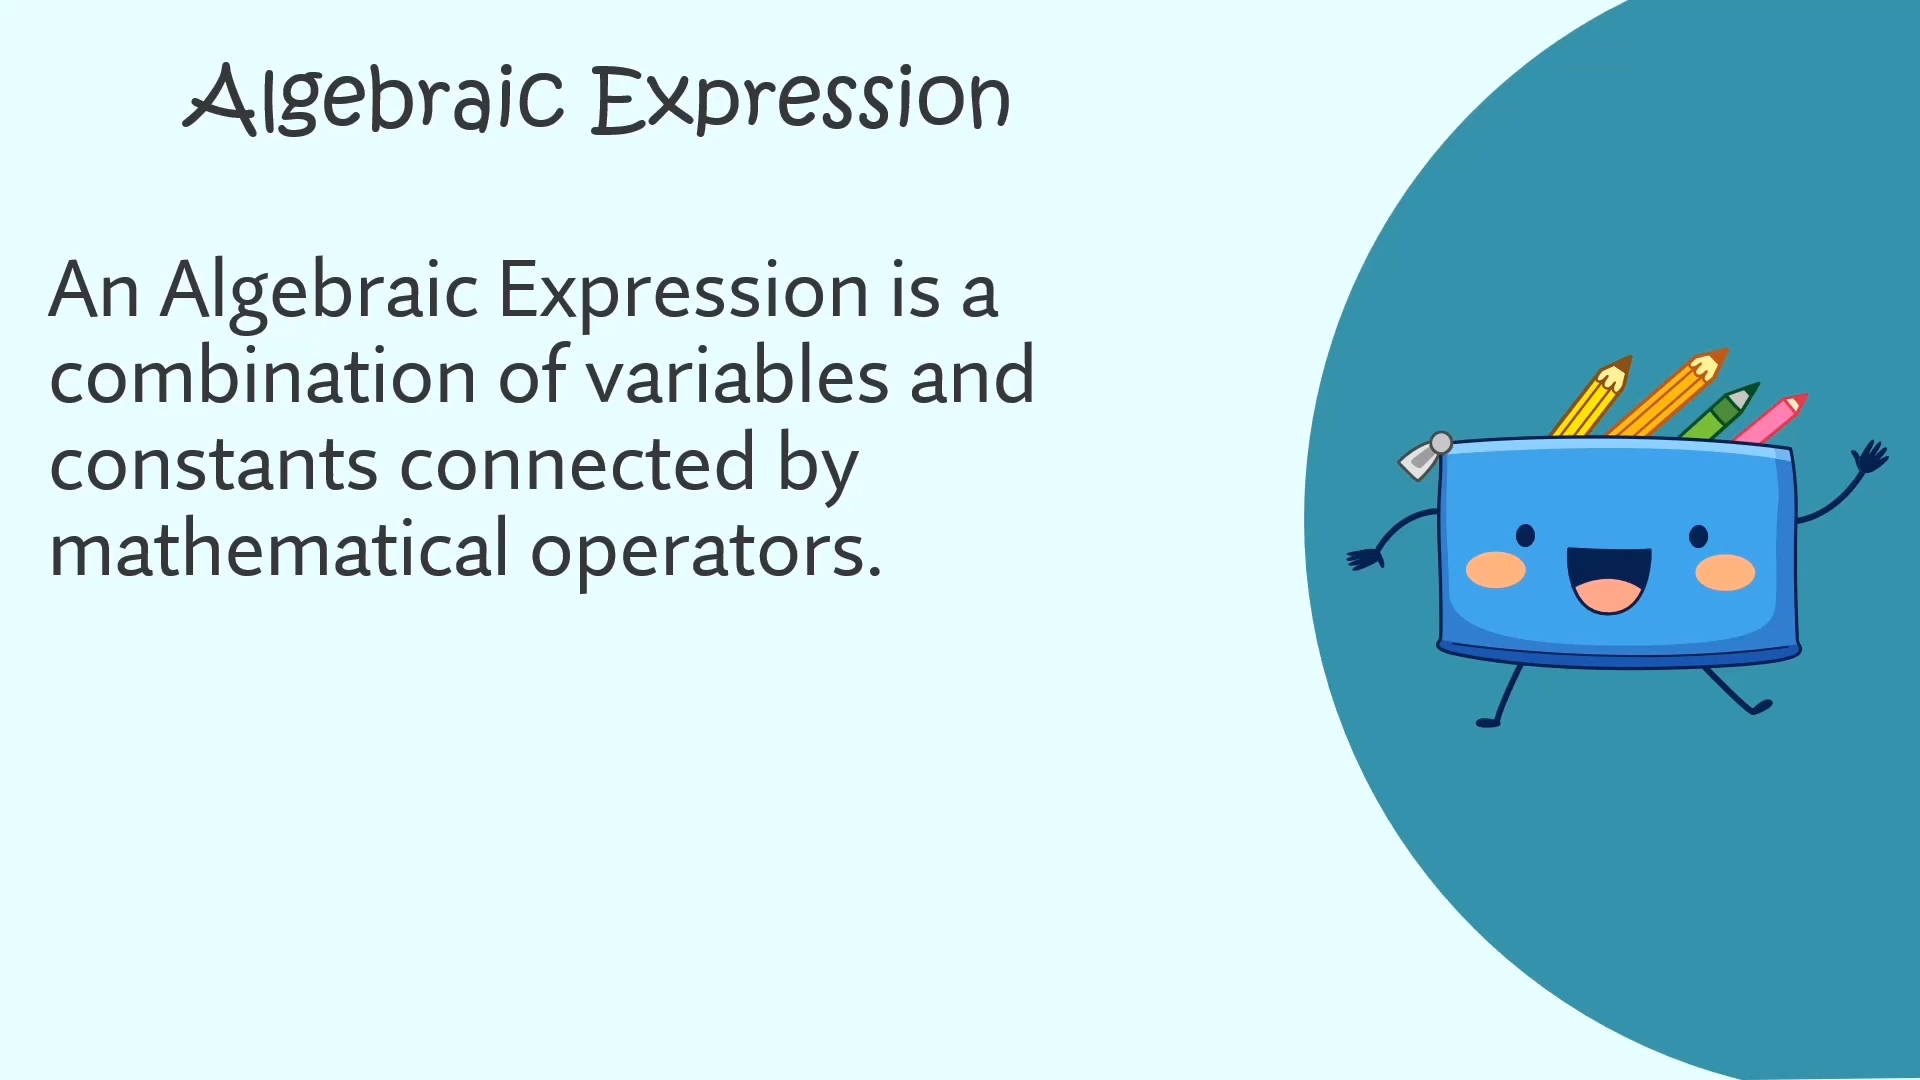 Algebraic Expression
An Algebraic Expression is a
combination of variables and
constants connected by
mathematical operators.